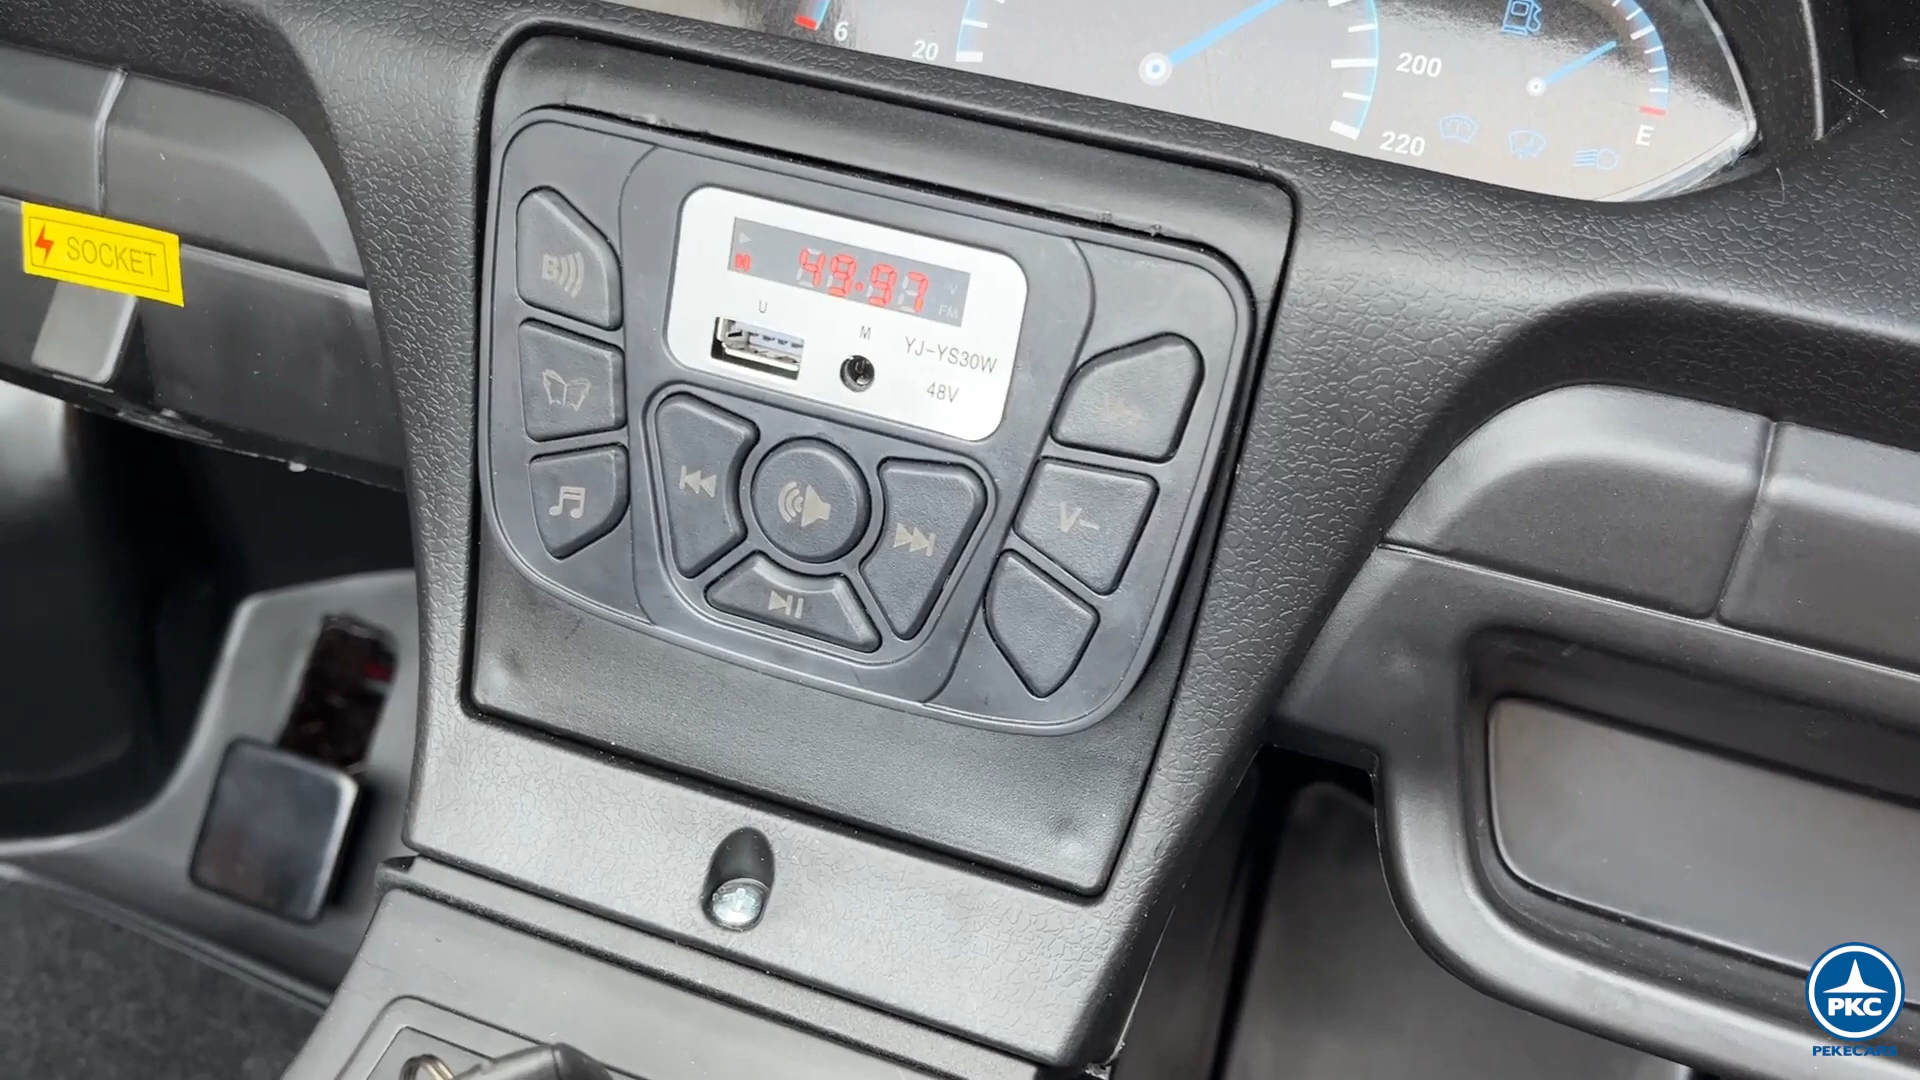 6
20
200
220
E
SOCKET
49.97
FM
U
M
YJ-YS30W
48V
B
V-
PKC
PEKECARS